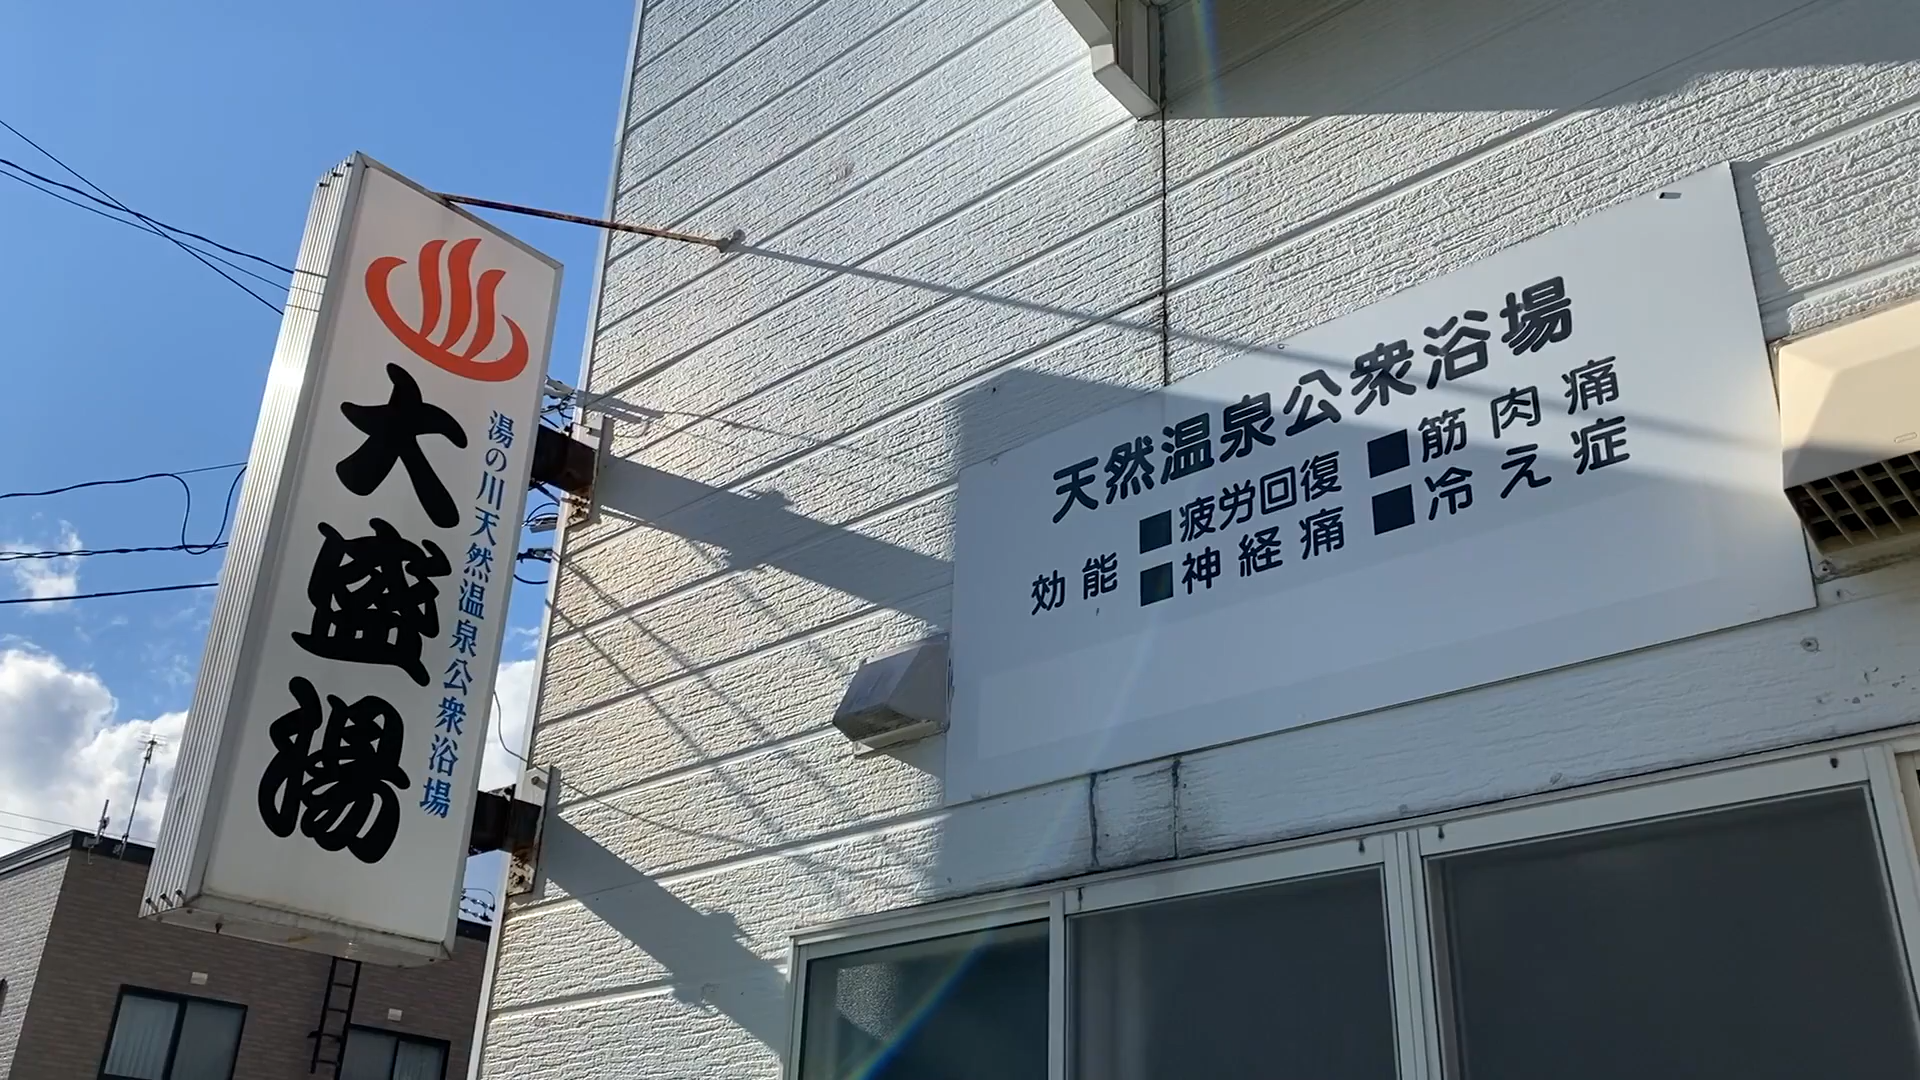 大盛湯
湯の川天然温泉公衆浴場
天然温泉公衆浴場
効能 ■疲労回復 ■筋肉痛
■神経痛 ■冷え症